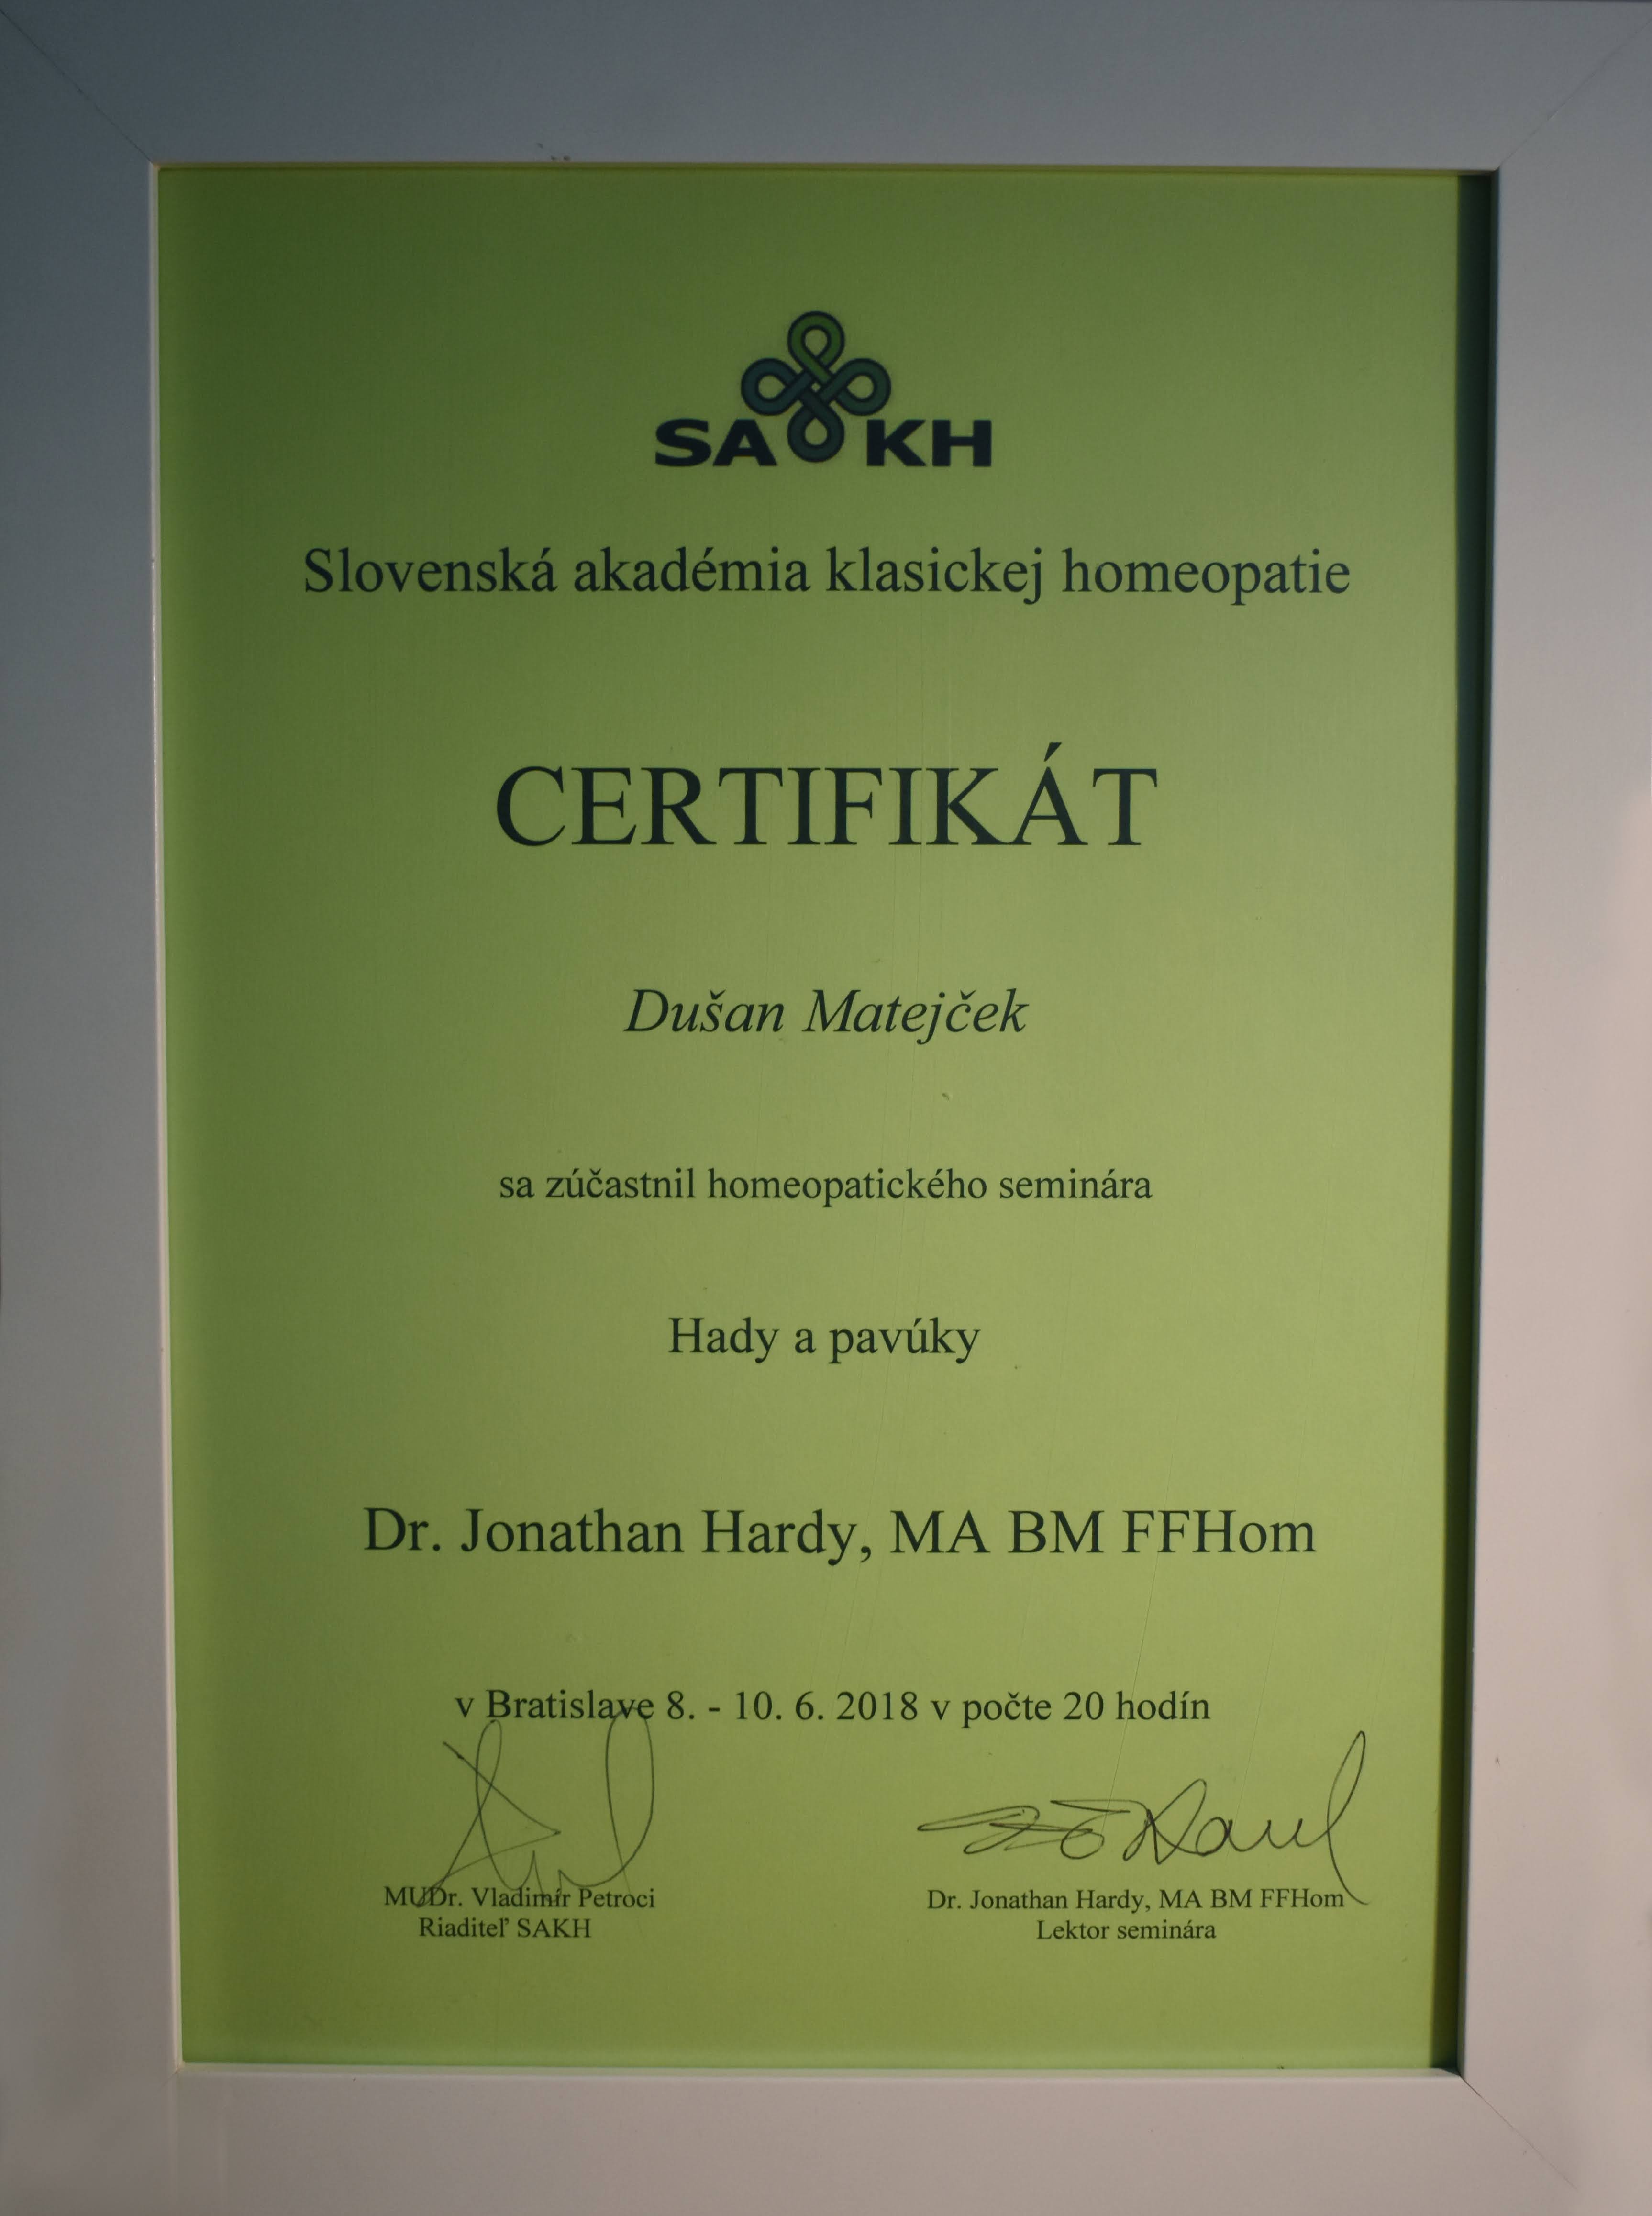 SAKH
Slovenská akadémia klasickej homeopatie
CERTIFIKÁT
Dušan Matejček
sa zúčastnil homeopatického seminára
Hady a pavúky
Dr. Jonathan Hardy, MA BM FFHom
v Bratislave 8. - 10. 6. 2018 v počte 20 hodín
MUDr. Vladimír Petroci
Riaditeľ SAKH
Dr. Jonathan Hardy, MA BM FFHom
Lektor seminára